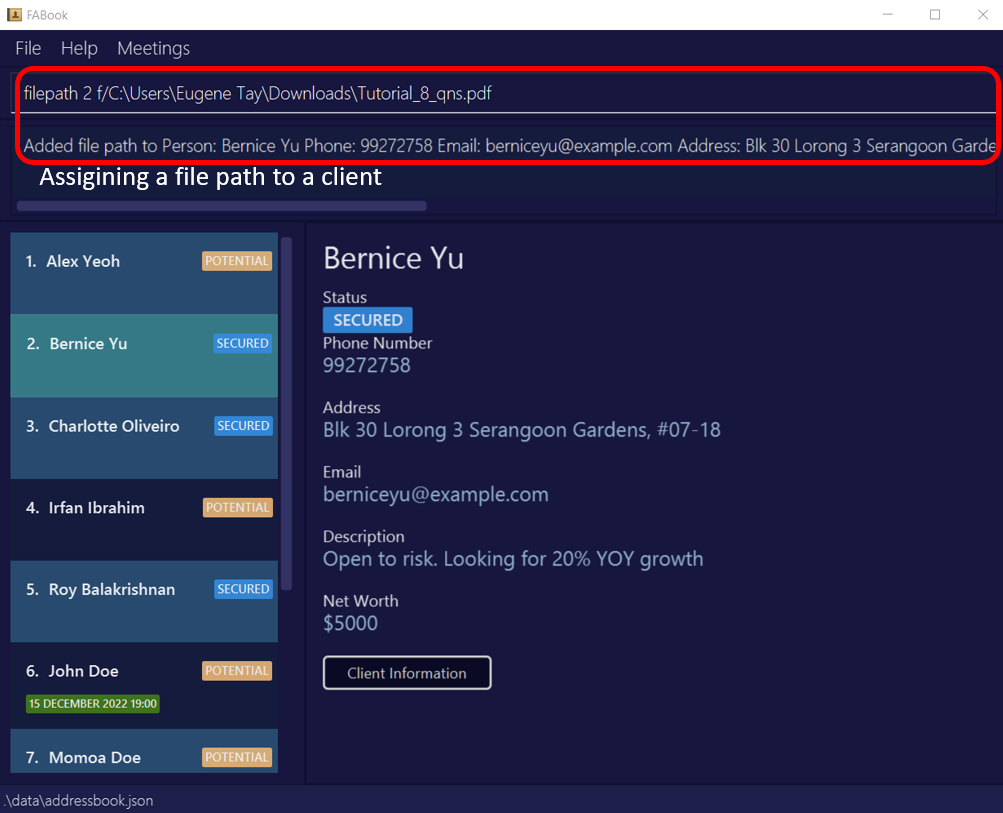 FABook
File Help Meetings
filepath 2 f/C:\Users\Eugene Tay\Downloads\Tutorial_8_qns.pdf
Added file path to Person: Bernice Yu Phone: 99272758 Email: berniceyu@example.com Address: Blk 30 Lorong 3 Serangoon Garde
Assigining a file path to a client
1. Alex Yeoh POTENTIAL
2. Bernice Yu SECURED
3. Charlotte Oliveiro SECURED
4. Irfan Ibrahim POTENTIAL
5. Roy Balakrishnan SECURED
6. John Doe POTENTIAL
15 DECEMBER 2022 19:00
7. Momoa Doe POTENTIAL
Bernice Yu
Status
SECURED
Phone Number
99272758
Address
Blk 30 Lorong 3 Serangoon Gardens, #07-18
Email
berniceyu@example.com
Description
Open to risk. Looking for 20% YOY growth
Net Worth
$5000
Client Information
.\data\addressbook.json